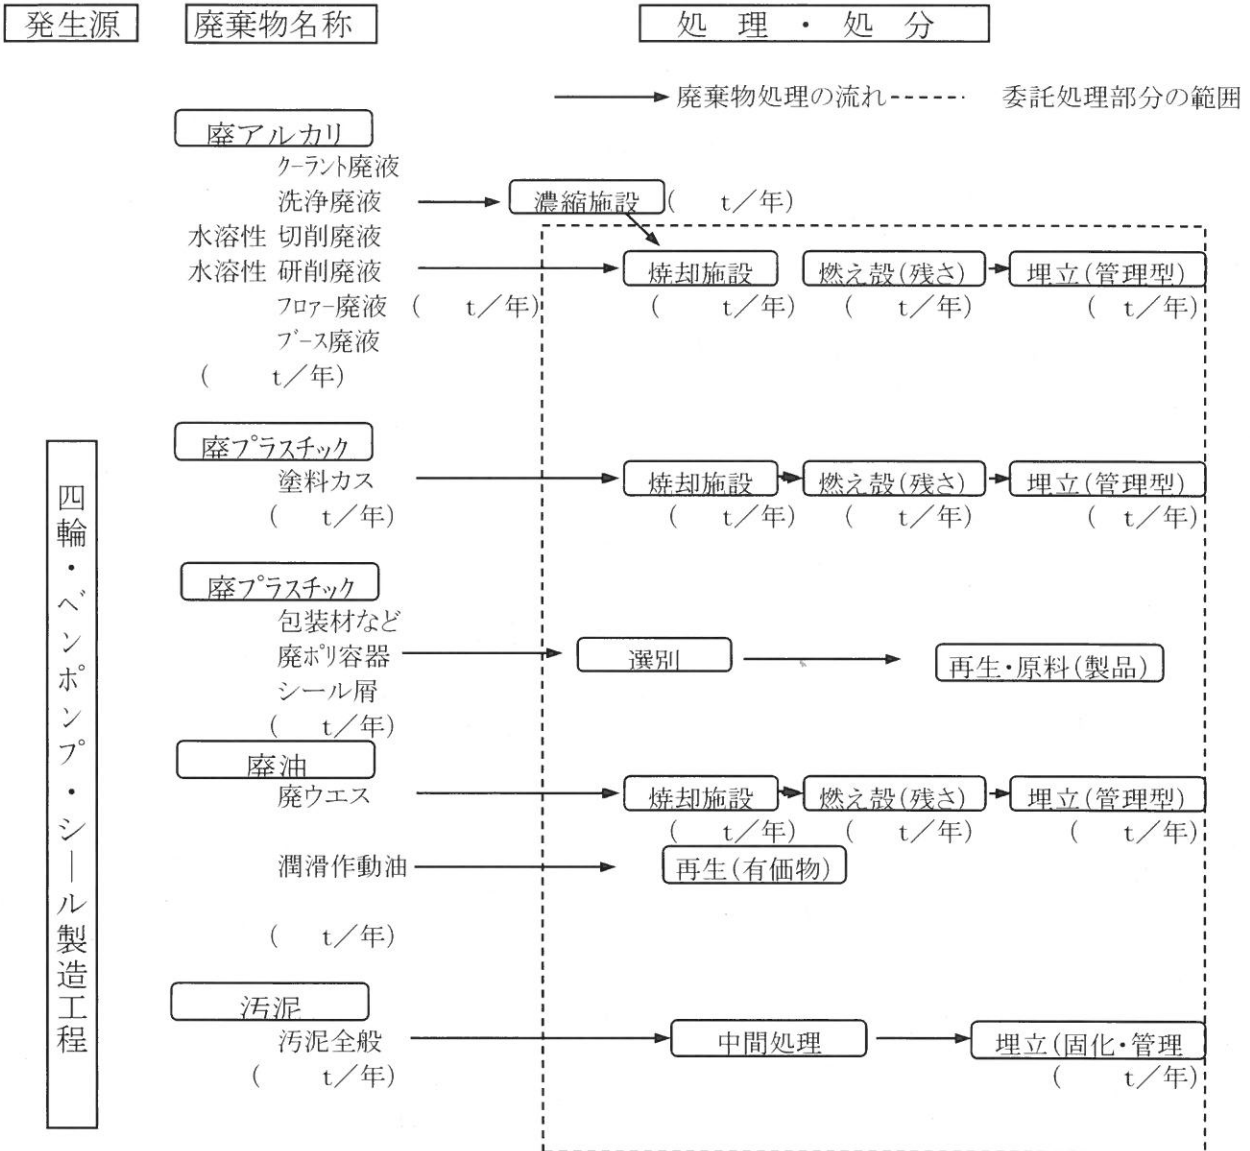 発生源 廃棄物名称 処理・処分
廃棄物処理の流れ 委託処理部分の範囲
廃アルカリ
クーラント廃液
洗浄廃液 濃縮施設 ( t／年)
水溶性 切削廃液
水溶性 研削廃液 焼却施設 燃え殻(残さ) 埋立(管理型)
フロアー廃液 ( t／年) ( t／年) ( t／年) ( t／年)
ブース廃液
( t／年)
廃プラスチック
塗料カス 焼却施設 燃え殻(残さ) 埋立(管理型)
( t／年) ( t／年) ( t／年) ( t／年)
四輪・ベンポンプ・シール製造工程
廃プラスチック
包装材など
廃ポリ容器 選別 再生・原料(製品)
シール屑
( t／年)
廃油
廃ウエス 焼却施設 燃え殻(残さ) 埋立(管理型)
( t／年) ( t／年) ( t／年)
潤滑作動油 再生(有価物)
( t／年)
汚泥
汚泥全般 中間処理 埋立(固化・管理
( t／年) ( t／年)